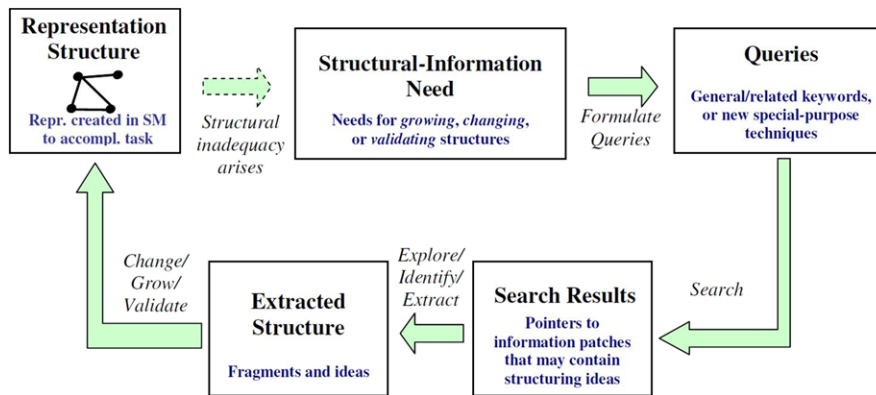 Representation
Structure
Repr. created in SM
to accompl. task
Structural
inadequacy
arises
Structural-Information
Need
Needs for growing, changing,
or validating structures
Formulate
Queries
Queries
General/related keywords,
or new special-purpose
techniques
Search
Search Results
Pointers to
information patches
that may contain
structuring ideas
Explore/
Identify/
Extract
Extracted
Structure
Fragments and ideas
Change/
Grow/
Validate